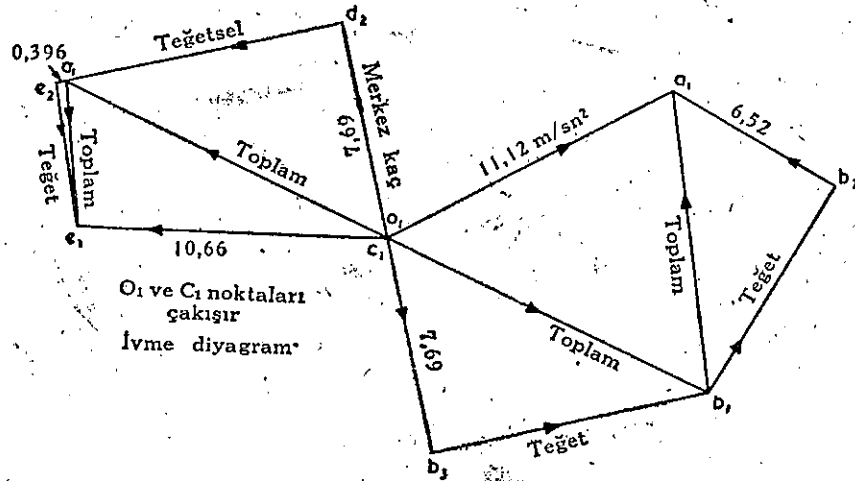 d₂
Teğetsel
0,396
a₁
e₂
Merkez kaç
7,69
a₁
6,52
11,12 m/sn²
Teğet
Toplam
Toplam
b₂
o₁
c₁
Toplam
Teğet
e₁
10,66
O₁ ve C₁ noktaları
çakışır
İvme diyagram
7,69
Toplam
b₁
b₃
Teğet